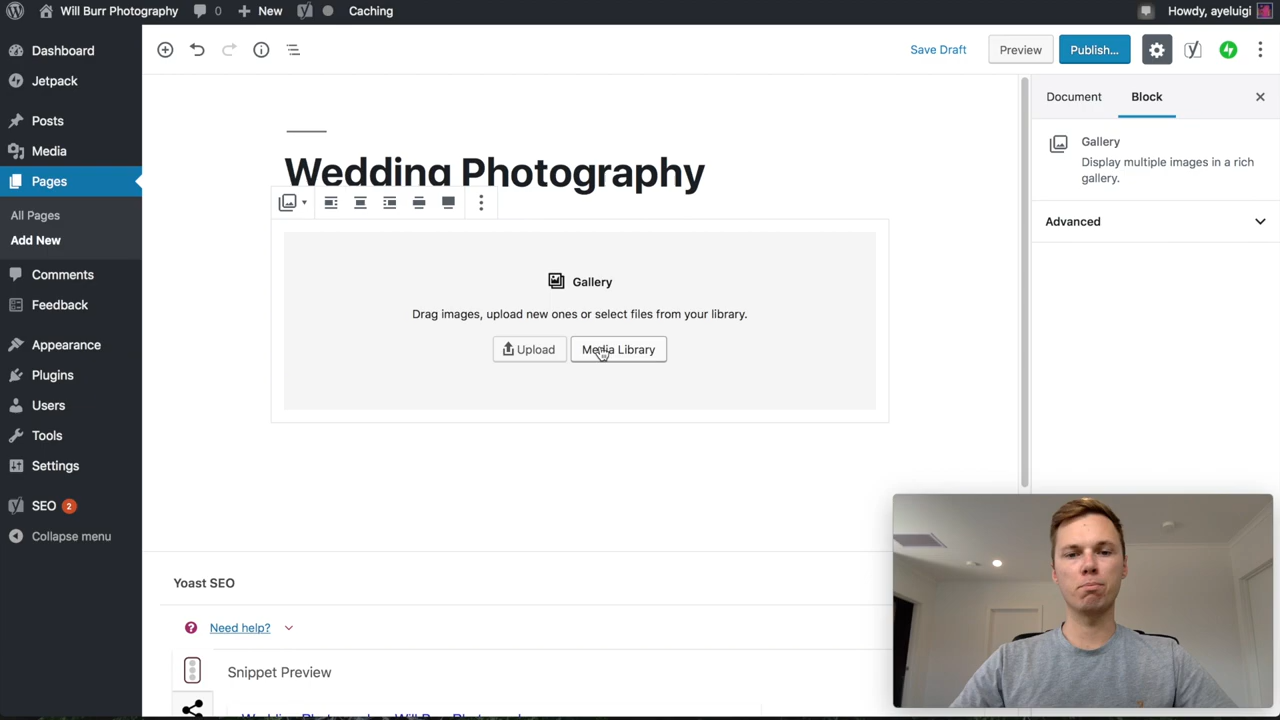 Will Burr Photography 0 + New Caching Howdy, ayeluigi
Dashboard
Jetpack
Posts
Media
Pages
All Pages
Add New
Comments
Feedback
Appearance
Plugins
Users
Tools
Settings
SEO 2
Collapse menu
Save Draft Preview Publish...
Wedding Photography
Gallery
Drag images, upload new ones or select files from your library.
Upload Media Library
Yoast SEO
Need help?
Snippet Preview
Document Block
Gallery
Display multiple images in a rich
gallery.
Advanced